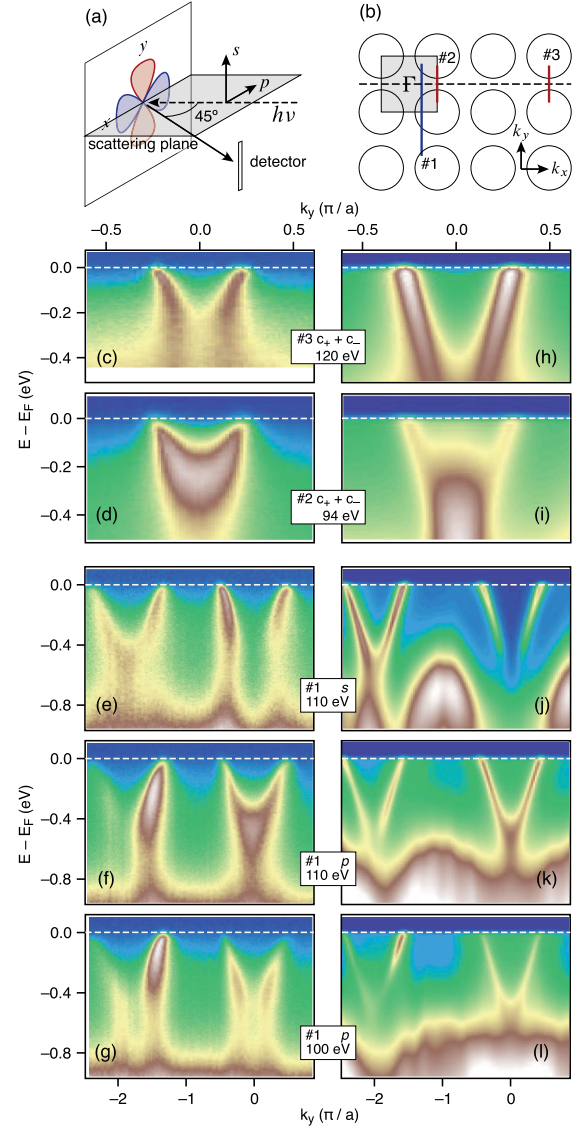 (a)
y
s
p
hν
x
45°
scattering plane
detector
(b)
#2
#3
Γ
#1
k_y
k_x
k_y (π / a)
−0.5 0.0 0.5
−0.5 0.0 0.5
E − E_F (eV)
0.0
−0.2
−0.4
(c)
#3 c₊ + c₋
120 eV
(h)
0.0
−0.2
−0.4
(d)
#2 c₊ + c₋
94 eV
(i)
E − E_F (eV)
0.0
−0.4
−0.8
(e)
#1 s
110 eV
(j)
0.0
−0.4
−0.8
(f)
#1 p
110 eV
(k)
0.0
−0.4
−0.8
(g)
#1 p
100 eV
(l)
−2 −1 0
−2 −1 0
k_y (π / a)